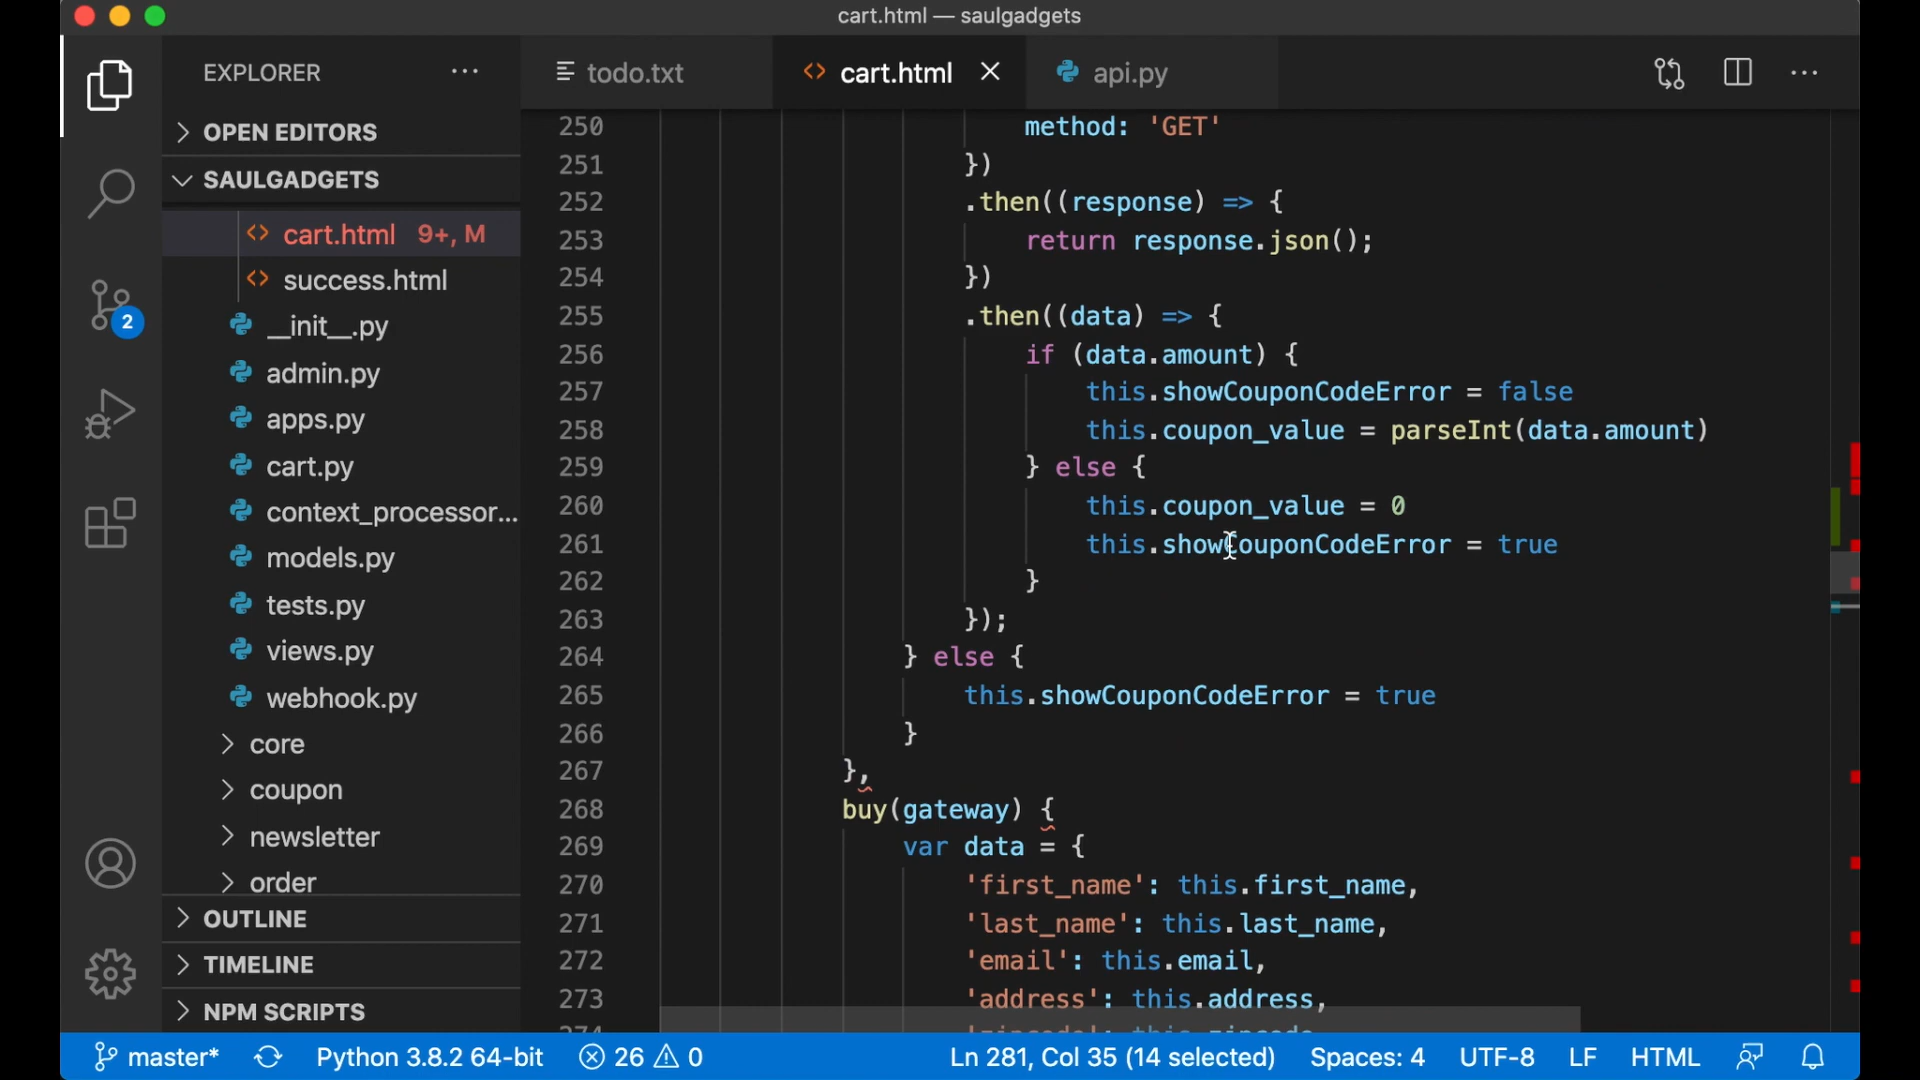 cart.html — saulgadgets
EXPLORER ...
todo.txt
cart.html
api.py
OPEN EDITORS
SAULGADGETS
cart.html 9+, M
success.html
__init__.py
admin.py
apps.py
cart.py
context_processor...
models.py
tests.py
views.py
webhook.py
core
coupon
newsletter
order
OUTLINE
TIMELINE
NPM SCRIPTS
2
250 method: 'GET'
251 })
252 .then((response) => {
253 return response.json();
254 })
255 .then((data) => {
256 if (data.amount) {
257 this.showCouponCodeError = false
258 this.coupon_value = parseInt(data.amount)
259 } else {
260 this.coupon_value = 0
261 this.showCouponCodeError = true
262 }
263 });
264 } else {
265 this.showCouponCodeError = true
266 }
267 },
268 buy(gateway) {
269 var data = {
270 'first_name': this.first_name,
271 'last_name': this.last_name,
272 'email': this.email,
273 'address': this.address,
master* Python 3.8.2 64-bit 26 0 Ln 281, Col 35 (14 selected) Spaces: 4 UTF-8 LF HTML